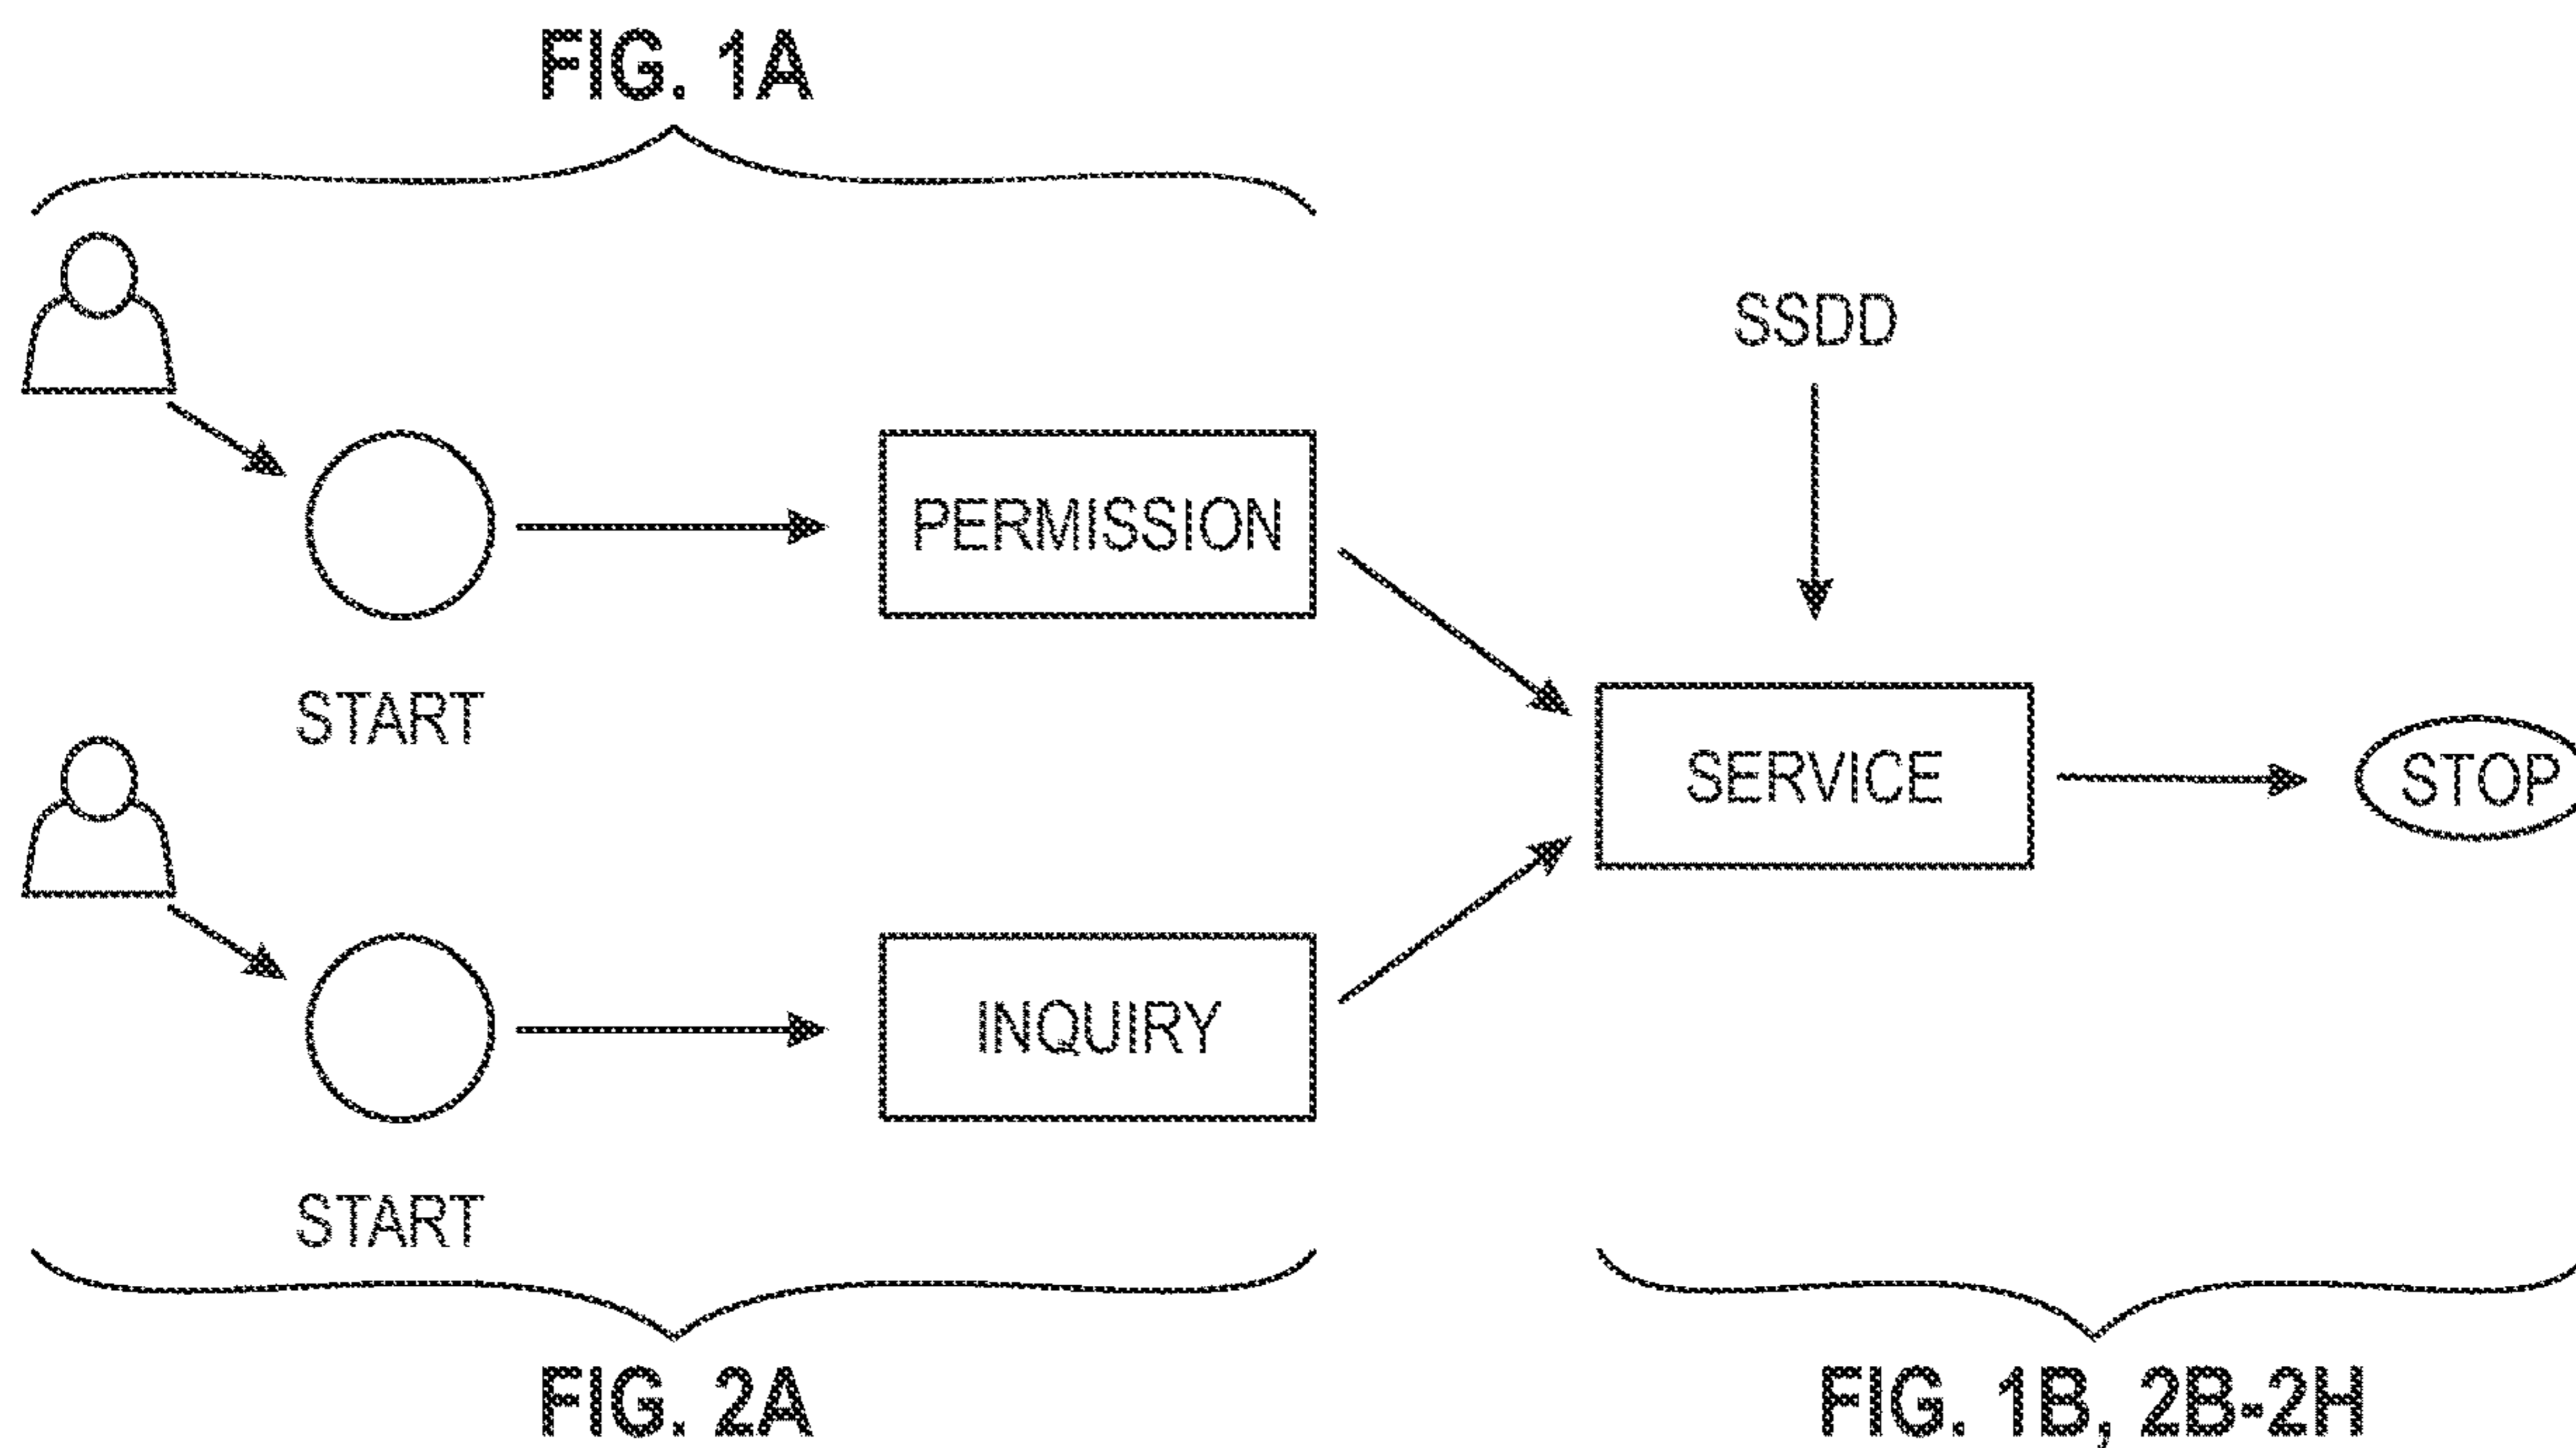 FIG. 1A
SSDD
PERMISSION
START
SERVICE
STOP
INQUIRY
START
FIG. 2A
FIG. 1B, 2B-2H